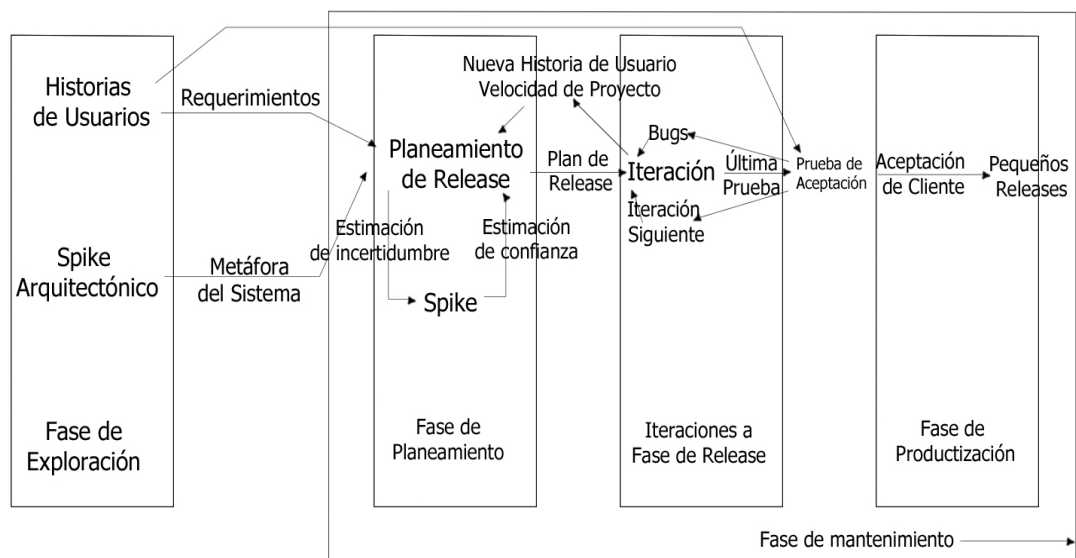 Historias
de Usuarios
Requerimientos
Spike
Arquitectónico
Metáfora
del Sistema
Fase de
Exploración
Nueva Historia de Usuario
Velocidad de Proyecto
Planeamiento
de Release
Estimación
de incertidumbre
Estimación
de confianza
Spike
Fase de
Planeamiento
Plan de
Release
Bugs
Iteración
Iteración
Siguiente
Última
Prueba
Iteraciones a
Fase de Release
Prueba de
Aceptación
Aceptación
de Cliente
Pequeños
Releases
Fase de
Productización
Fase de mantenimiento